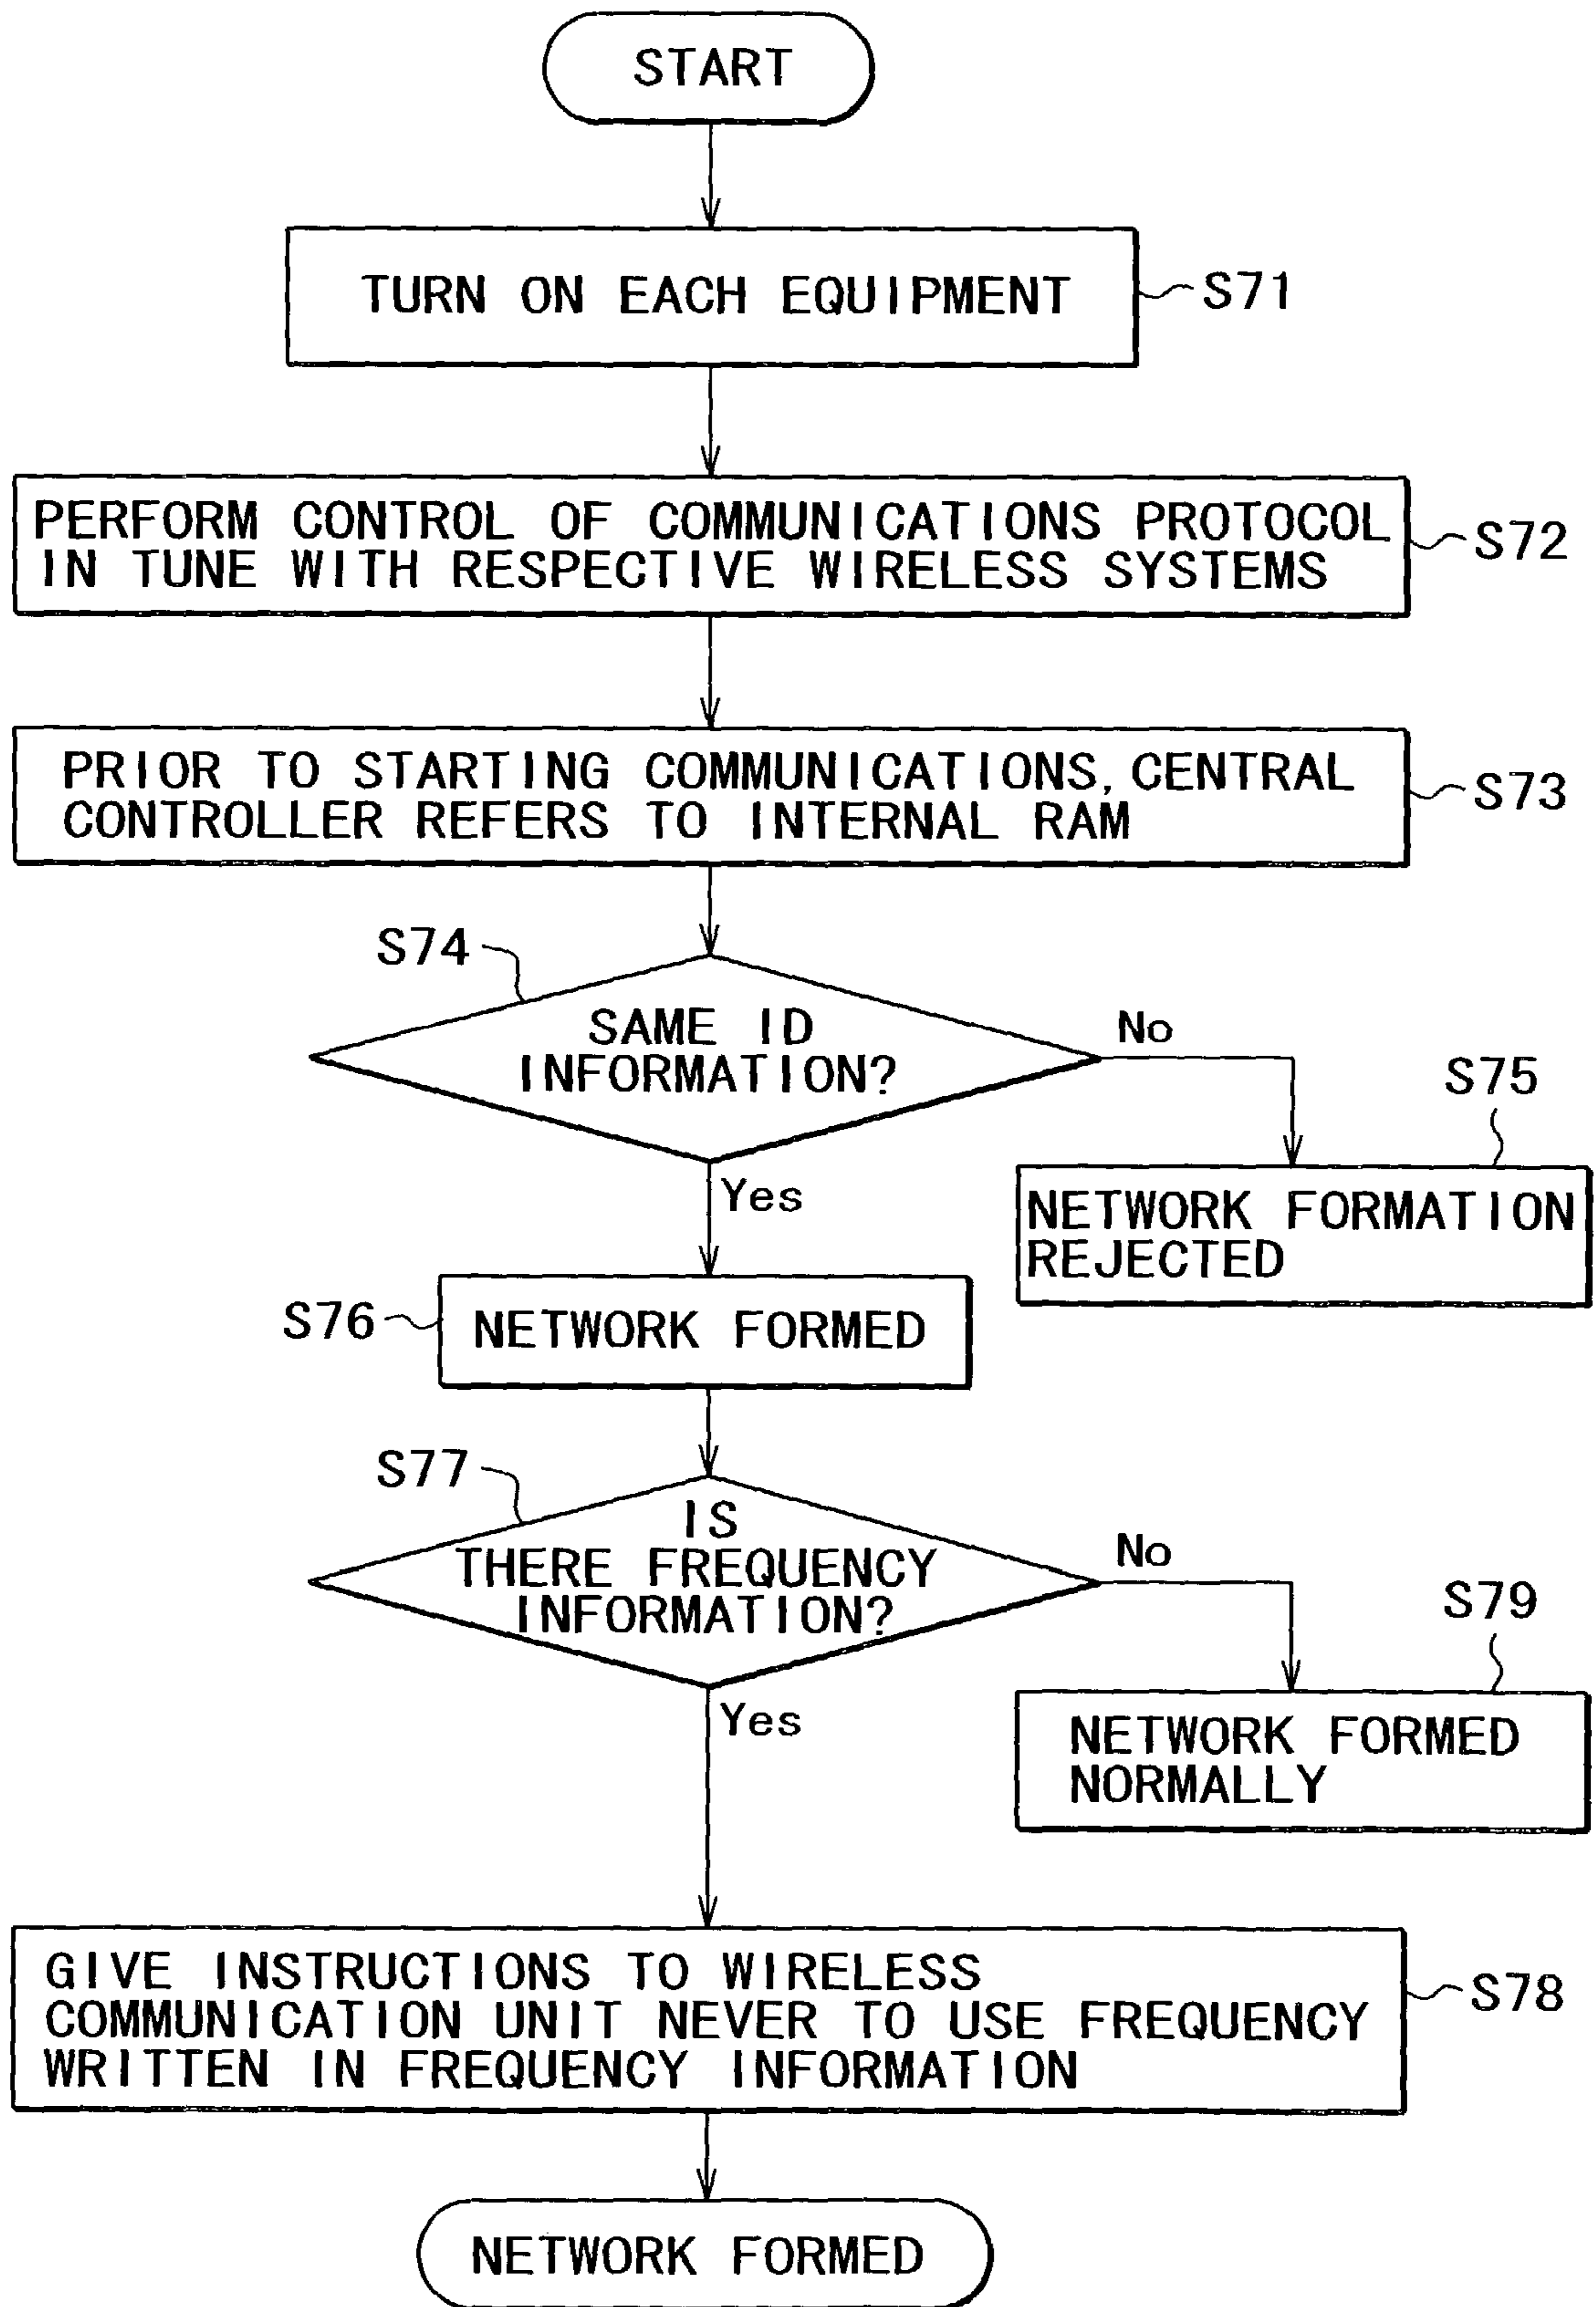 START
TURN ON EACH EQUIPMENT
S71
PERFORM CONTROL OF COMMUNICATIONS PROTOCOL
IN TUNE WITH RESPECTIVE WIRELESS SYSTEMS
S72
PRIOR TO STARTING COMMUNICATIONS, CENTRAL
CONTROLLER REFERS TO INTERNAL RAM
S73
S74
SAME ID
INFORMATION?
No
S75
NETWORK FORMATION
REJECTED
Yes
S76
NETWORK FORMED
S77
IS
THERE FREQUENCY
INFORMATION?
No
S79
NETWORK FORMED
NORMALLY
Yes
GIVE INSTRUCTIONS TO WIRELESS
COMMUNICATION UNIT NEVER TO USE FREQUENCY
WRITTEN IN FREQUENCY INFORMATION
S78
NETWORK FORMED